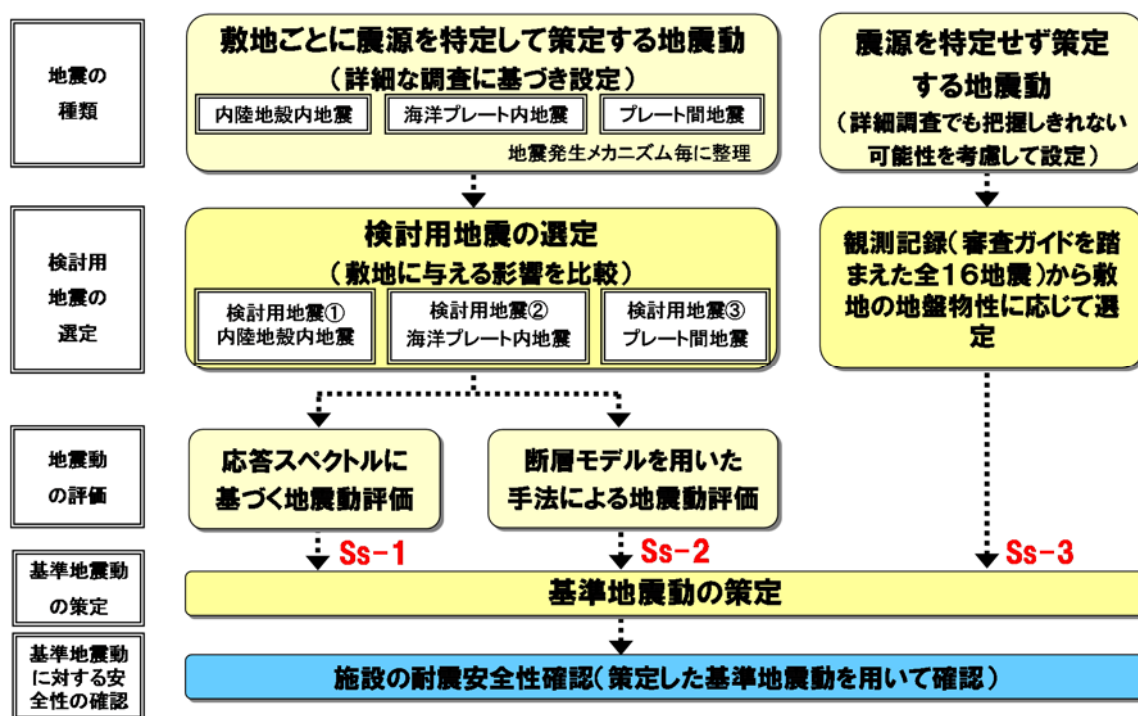 地震の
種類
敷地ごとに震源を特定して策定する地震動
（詳細な調査に基づき設定）
内陸地殻内地震
海洋プレート内地震
プレート間地震
地震発生メカニズム毎に整理
震源を特定せず策定
する地震動
（詳細調査でも把握しきれない
可能性を考慮して設定）
検討用
地震の
選定
検討用地震の選定
（敷地に与える影響を比較）
検討用地震①
内陸地殻内地震
検討用地震②
海洋プレート内地震
検討用地震③
プレート間地震
観測記録（審査ガイドを踏
まえた全１６地震）から敷
地の地盤物性に応じて選
定
地震動
の評価
応答スペクトルに
基づく地震動評価
断層モデルを用いた
手法による地震動評価
Ss-1
Ss-2
Ss-3
基準地震動
の策定
基準地震動の策定
基準地震動
に対する安
全性の確認
施設の耐震安全性確認（策定した基準地震動を用いて確認）